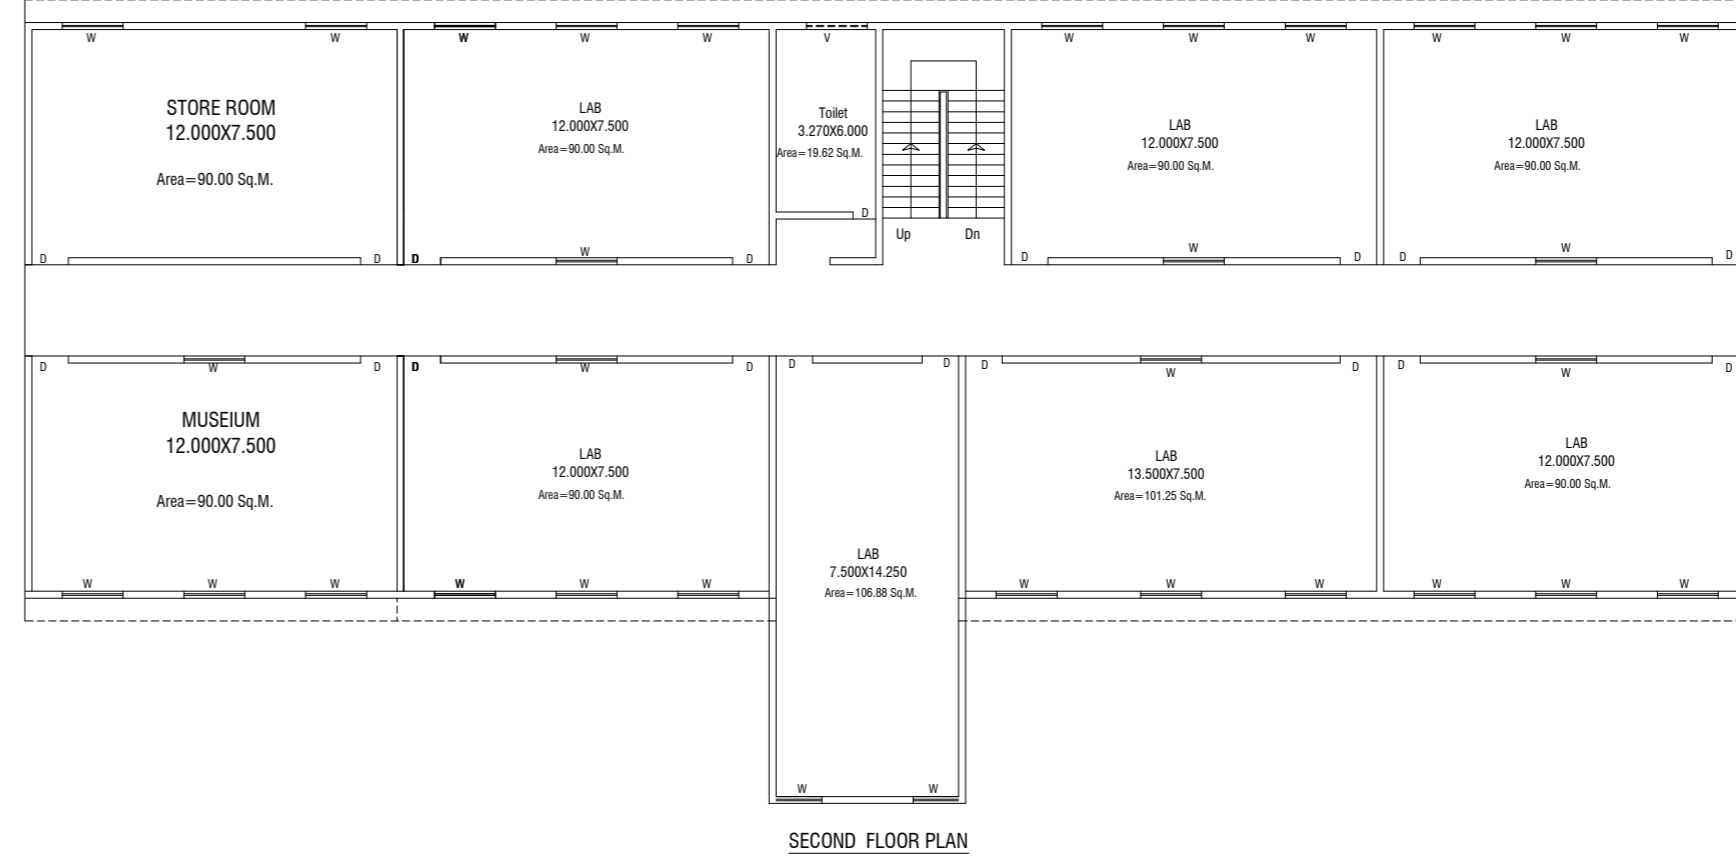 W
W
W
W
W
V
W
W
W
W
W
W
STORE ROOM
12.000X7.500
Area=90.00 Sq.M.
LAB
12.000X7.500
Area=90.00 Sq.M.
Toilet
3.270X6.000
Area=19.62 Sq.M.
D
Up
Dn
LAB
12.000X7.500
Area=90.00 Sq.M.
LAB
12.000X7.500
Area=90.00 Sq.M.
D
D
D
W
D
D
W
D
D
W
D
D
W
D
D
W
D
D
D
D
W
D
D
W
D
MUSEIUM
12.000X7.500
Area=90.00 Sq.M.
LAB
12.000X7.500
Area=90.00 Sq.M.
LAB
7.500X14.250
Area=106.88 Sq.M.
LAB
13.500X7.500
Area=101.25 Sq.M.
LAB
12.000X7.500
Area=90.00 Sq.M.
W
W
W
W
W
W
W
W
W
W
W
W
W
W
SECOND FLOOR PLAN